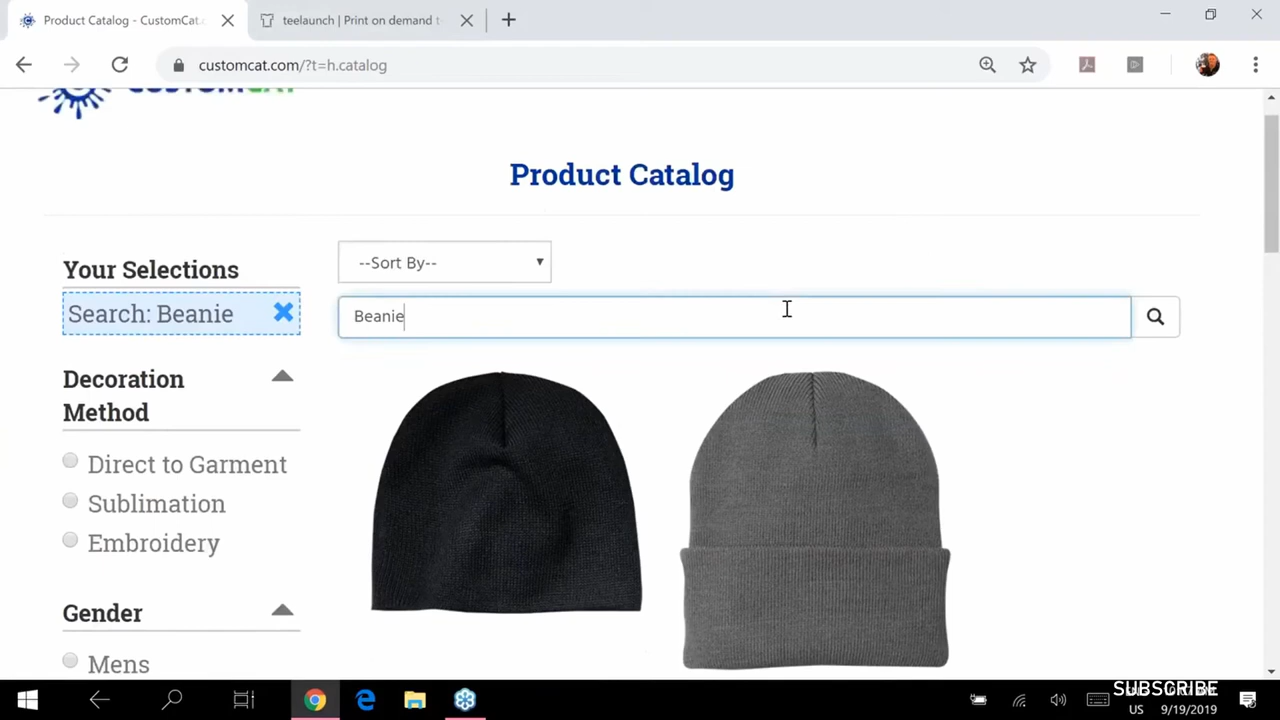 Product Catalog - CustomCat.c
teelaunch | Print on demand t
customcat.com/?t=h.catalog
Product Catalog
Your Selections
--Sort By--
Search: Beanie
Beanie
Decoration
Method
Direct to Garment
Sublimation
Embroidery
Gender
Mens
SUBSCRIBE
US
9/19/2019